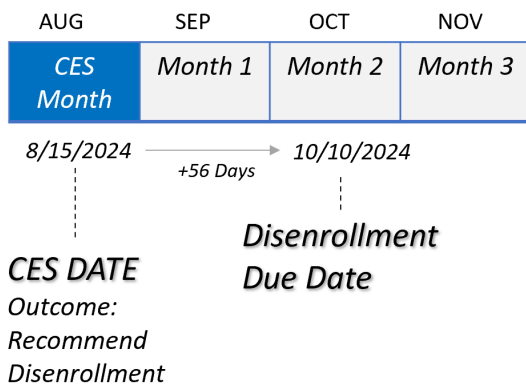 AUG SEP OCT NOV
CES Month 1 Month 2 Month 3
Month
8/15/2024 10/10/2024
+56 Days
Disenrollment
Due Date
CES DATE
Outcome:
Recommend
Disenrollment